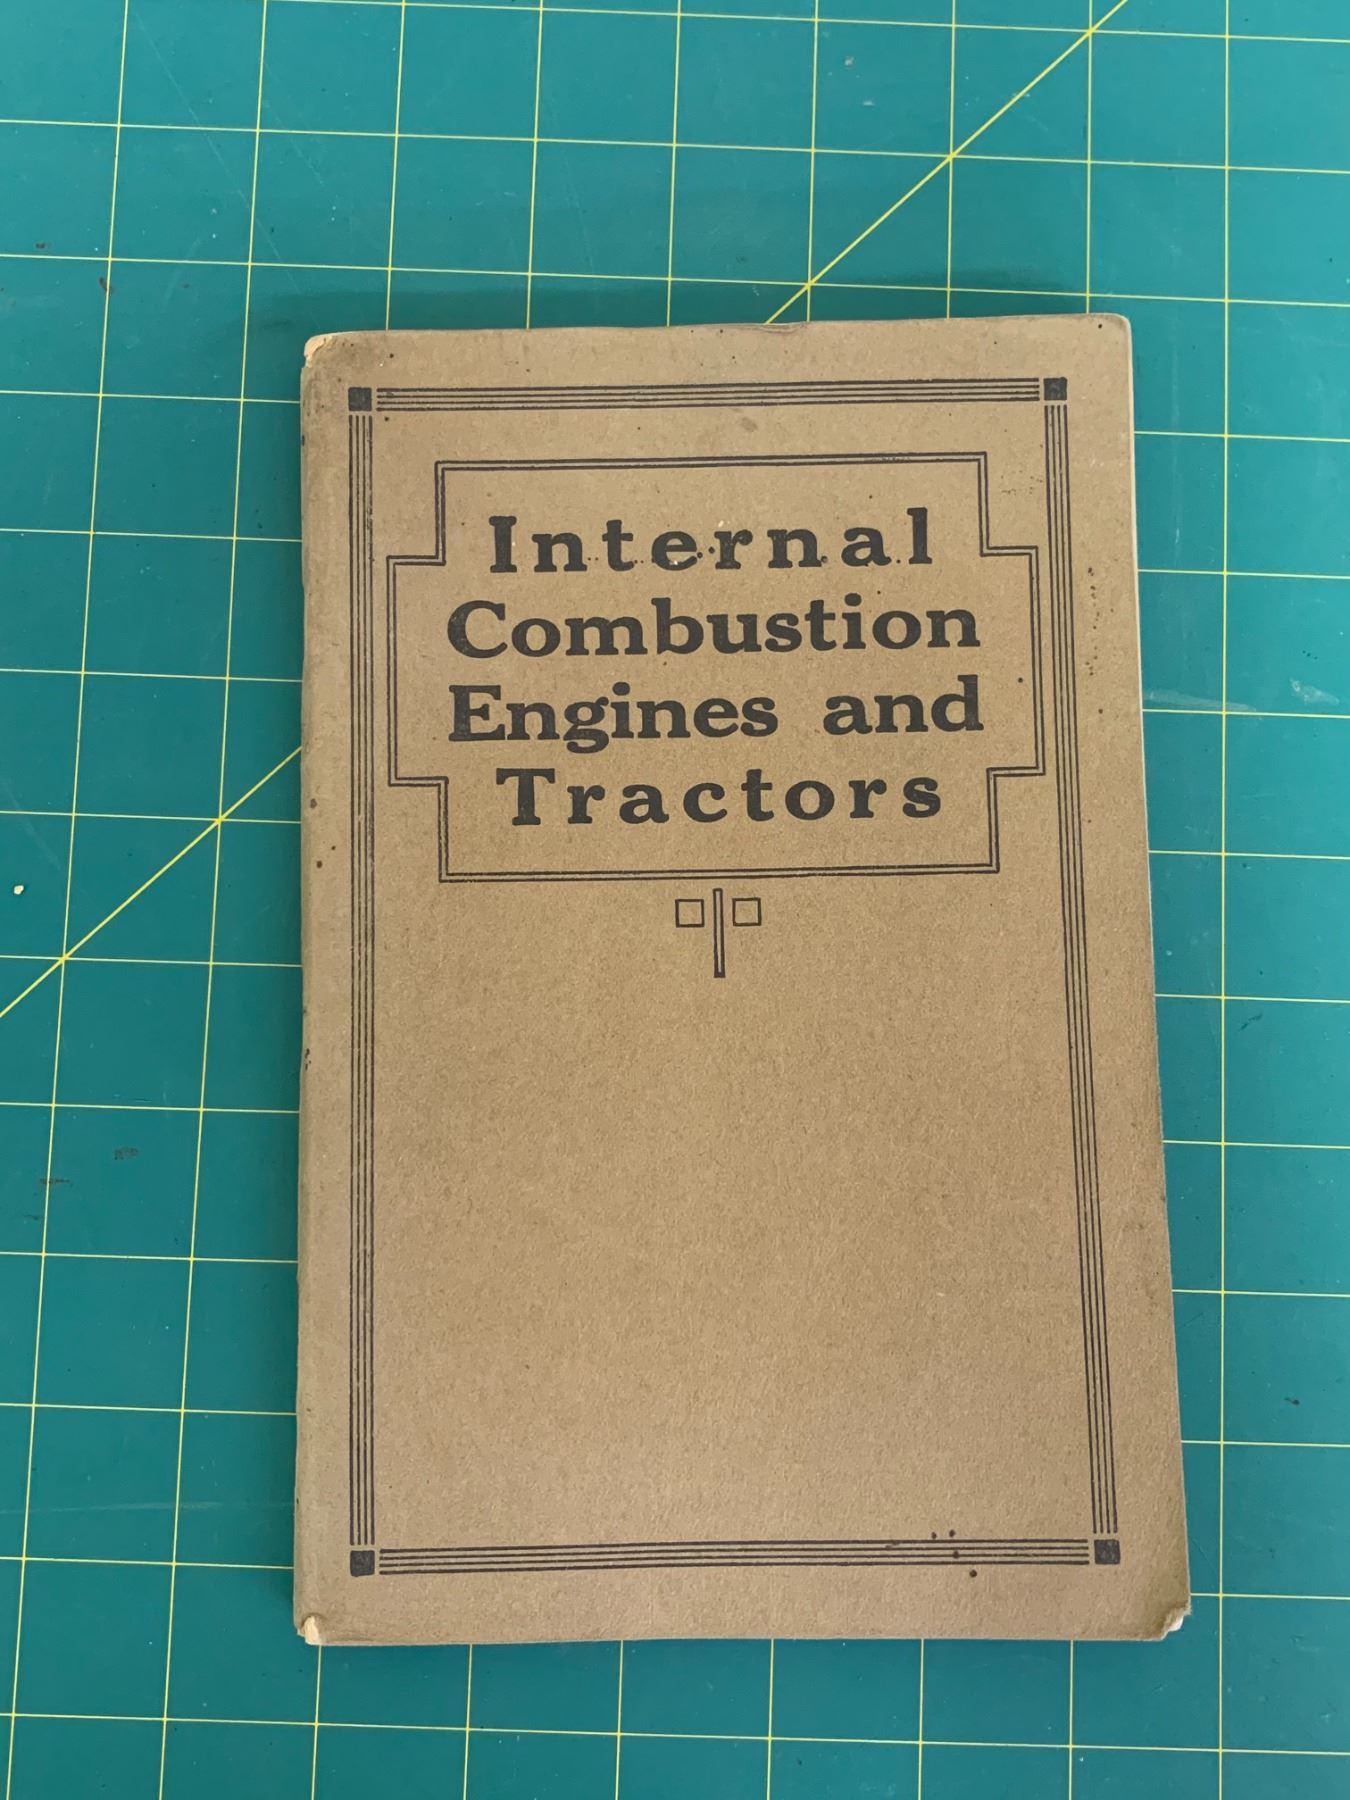 Internal
Combustion
Engines and
Tractors